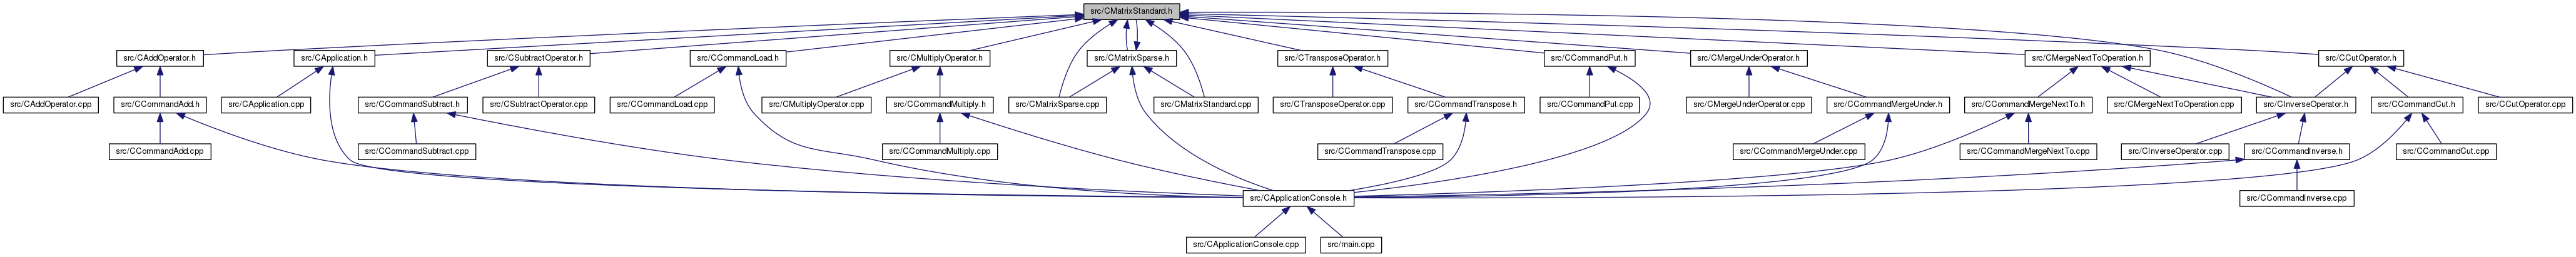 src/CMatrixStandard.h
src/CAddOperator.h
src/CApplication.h
src/CSubtractOperator.h
src/CCommandLoad.h
src/CMultiplyOperator.h
src/CMatrixSparse.h
src/CTransposeOperator.h
src/CCommandPut.h
src/CMergeUnderOperator.h
src/CMergeNextToOperation.h
src/CCutOperator.h
src/CAddOperator.cpp
src/CCommandAdd.h
src/CApplication.cpp
src/CCommandSubtract.h
src/CSubtractOperator.cpp
src/CCommandLoad.cpp
src/CMultiplyOperator.cpp
src/CCommandMultiply.h
src/CMatrixSparse.cpp
src/CMatrixStandard.cpp
src/CTransposeOperator.cpp
src/CCommandTranspose.h
src/CCommandPut.cpp
src/CMergeUnderOperator.cpp
src/CCommandMergeUnder.h
src/CCommandMergeNextTo.h
src/CMergeNextToOperation.cpp
src/CInverseOperator.h
src/CCommandCut.h
src/CCutOperator.cpp
src/CCommandAdd.cpp
src/CCommandSubtract.cpp
src/CCommandMultiply.cpp
src/CCommandTranspose.cpp
src/CCommandMergeUnder.cpp
src/CCommandMergeNextTo.cpp
src/CInverseOperator.cpp
src/CCommandInverse.h
src/CCommandCut.cpp
src/CApplicationConsole.h
src/CCommandInverse.cpp
src/CApplicationConsole.cpp
src/main.cpp